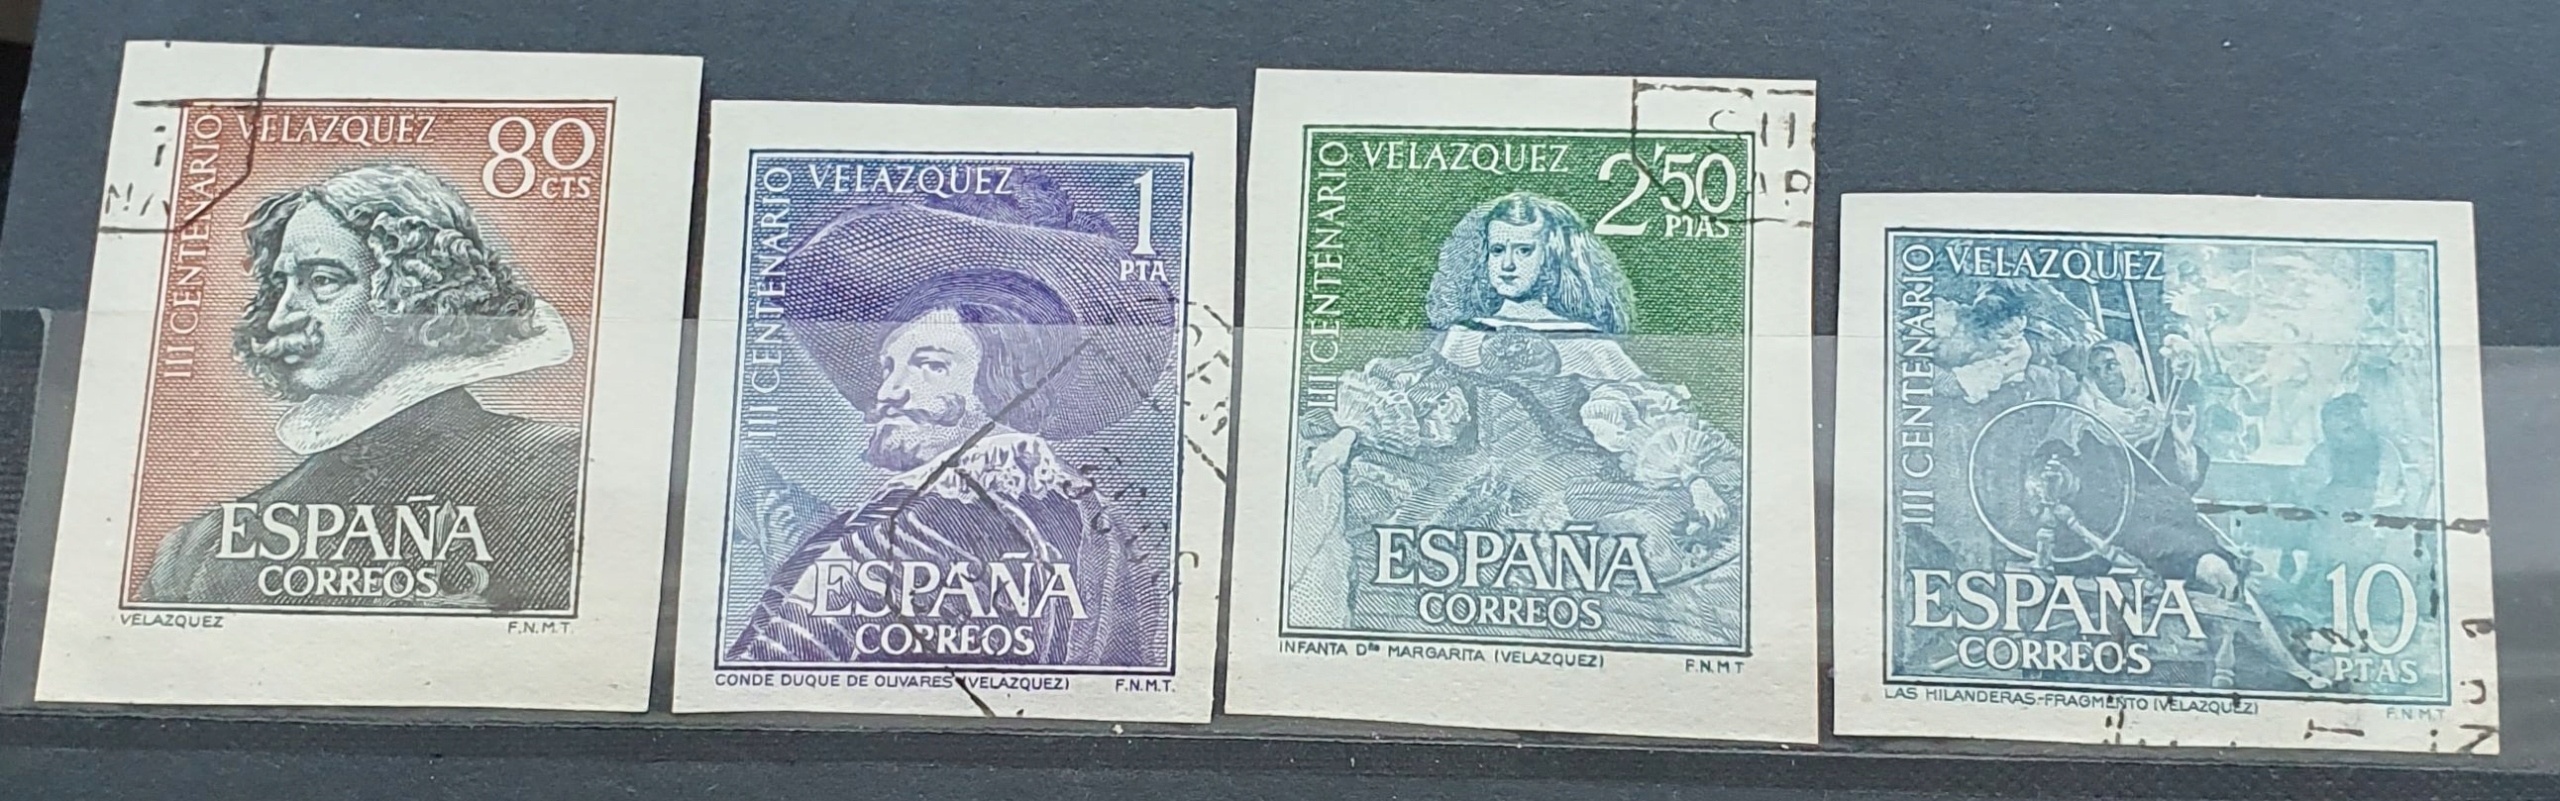 VELAZQUEZ
80
CTS
III CENTENARIO
ESPAÑA
CORREOS
VELAZQUEZ
F.N.M.T.
VELAZQUEZ
1
PTA
III CENTENARIO
ESPAÑA
CORREOS
CONDE DUQUE DE OLIVARES (VELAZQUEZ)
F.N.M.T.
VELAZQUEZ
2'50
PTAS
III CENTENARIO
ESPAÑA
CORREOS
INFANTA Dña MARGARITA (VELAZQUEZ)
F.N.M.T
VELAZQUEZ
III CENTENARIO
ESPAÑA
CORREOS
10
PTAS
LAS HILANDERAS.-FRAGMENTO (VELAZQUEZ)
F.N.M.T.